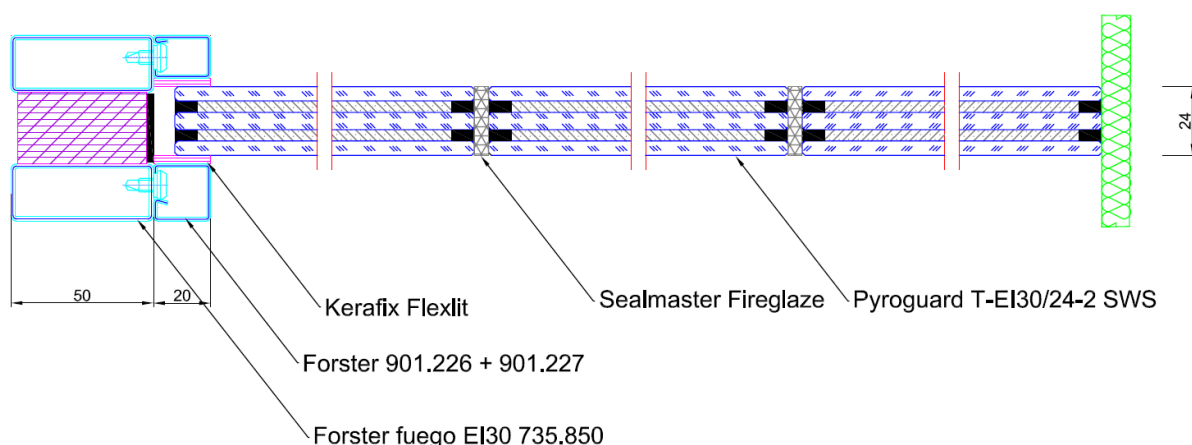 24
50
20
Kerafix Flexlit
Sealmaster Fireglaze
Pyroguard T-EI30/24-2 SWS
Forster 901.226 + 901.227
Forster fuego EI30 735.850